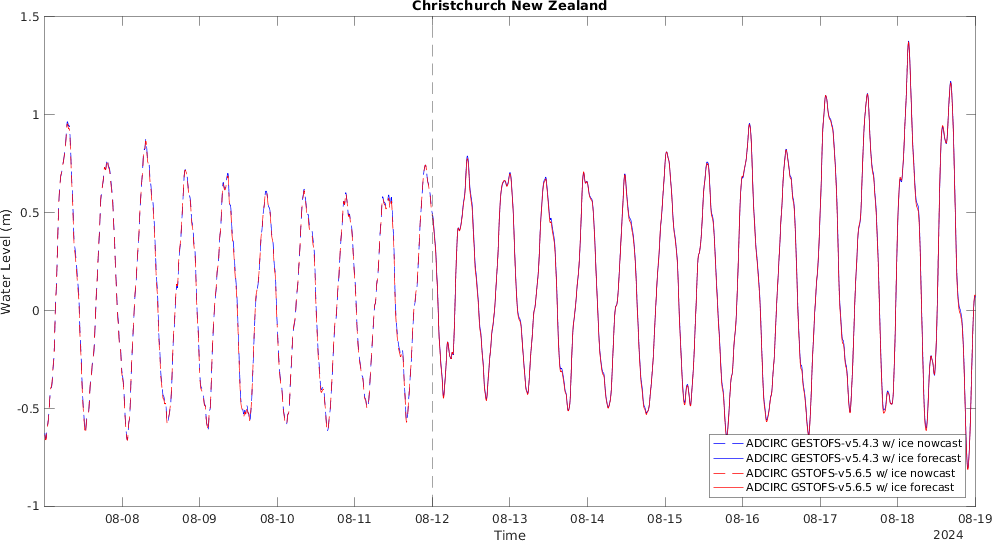 Christchurch New Zealand
1.5
1
0.5
0
-0.5
-1
Water Level (m)
ADCIRC GESTOFS-v5.4.3 w/ ice nowcast
ADCIRC GESTOFS-v5.4.3 w/ ice forecast
ADCIRC GSTOFS-v5.6.5 w/ ice nowcast
ADCIRC GSTOFS-v5.6.5 w/ ice forecast
08-08 08-09 08-10 08-11 08-12 08-13 08-14 08-15 08-16 08-17 08-18 08-19
Time
2024